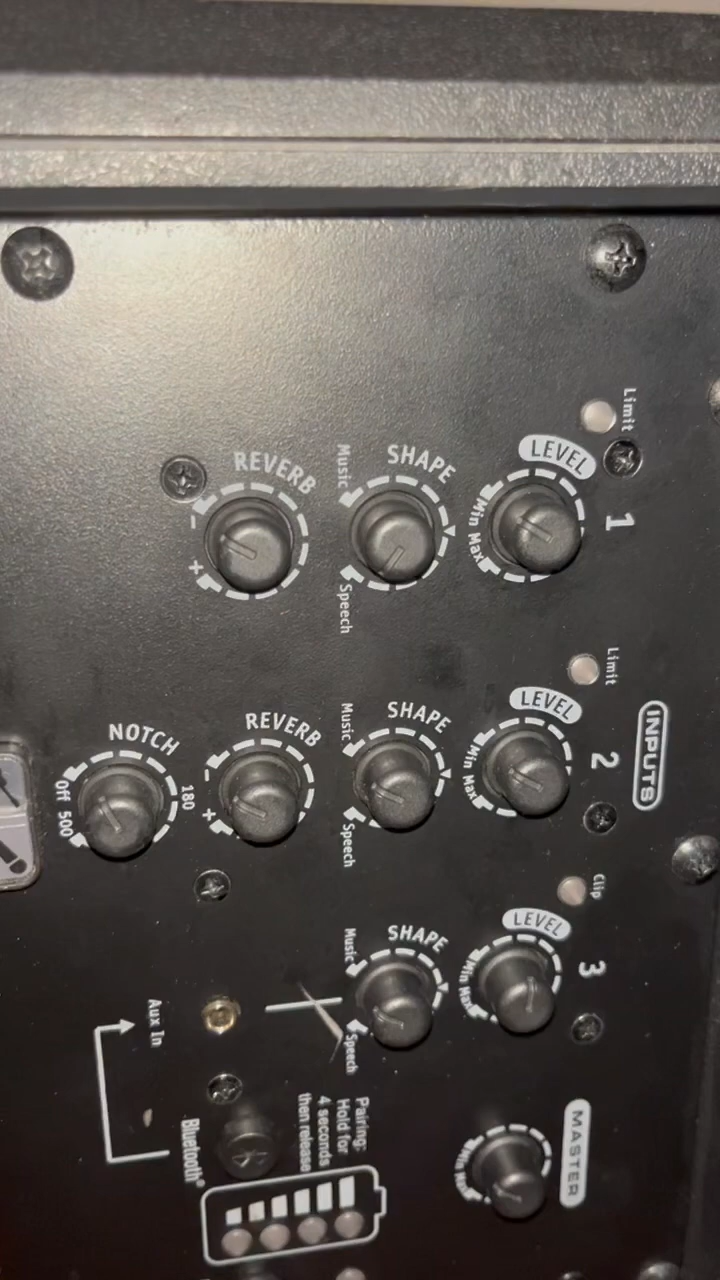 INPUTS
1
Limit
LEVEL
Min Max
SHAPE
Music
Speech
REVERB
- +
2
Limit
LEVEL
Min Max
SHAPE
Music
Speech
REVERB
- +
NOTCH
180
Off 500
3
Clip
LEVEL
Min Max
SHAPE
Music
Speech
Aux In
MASTER
Min Max
Pairing:
Hold for
4 seconds
then release
Bluetooth®